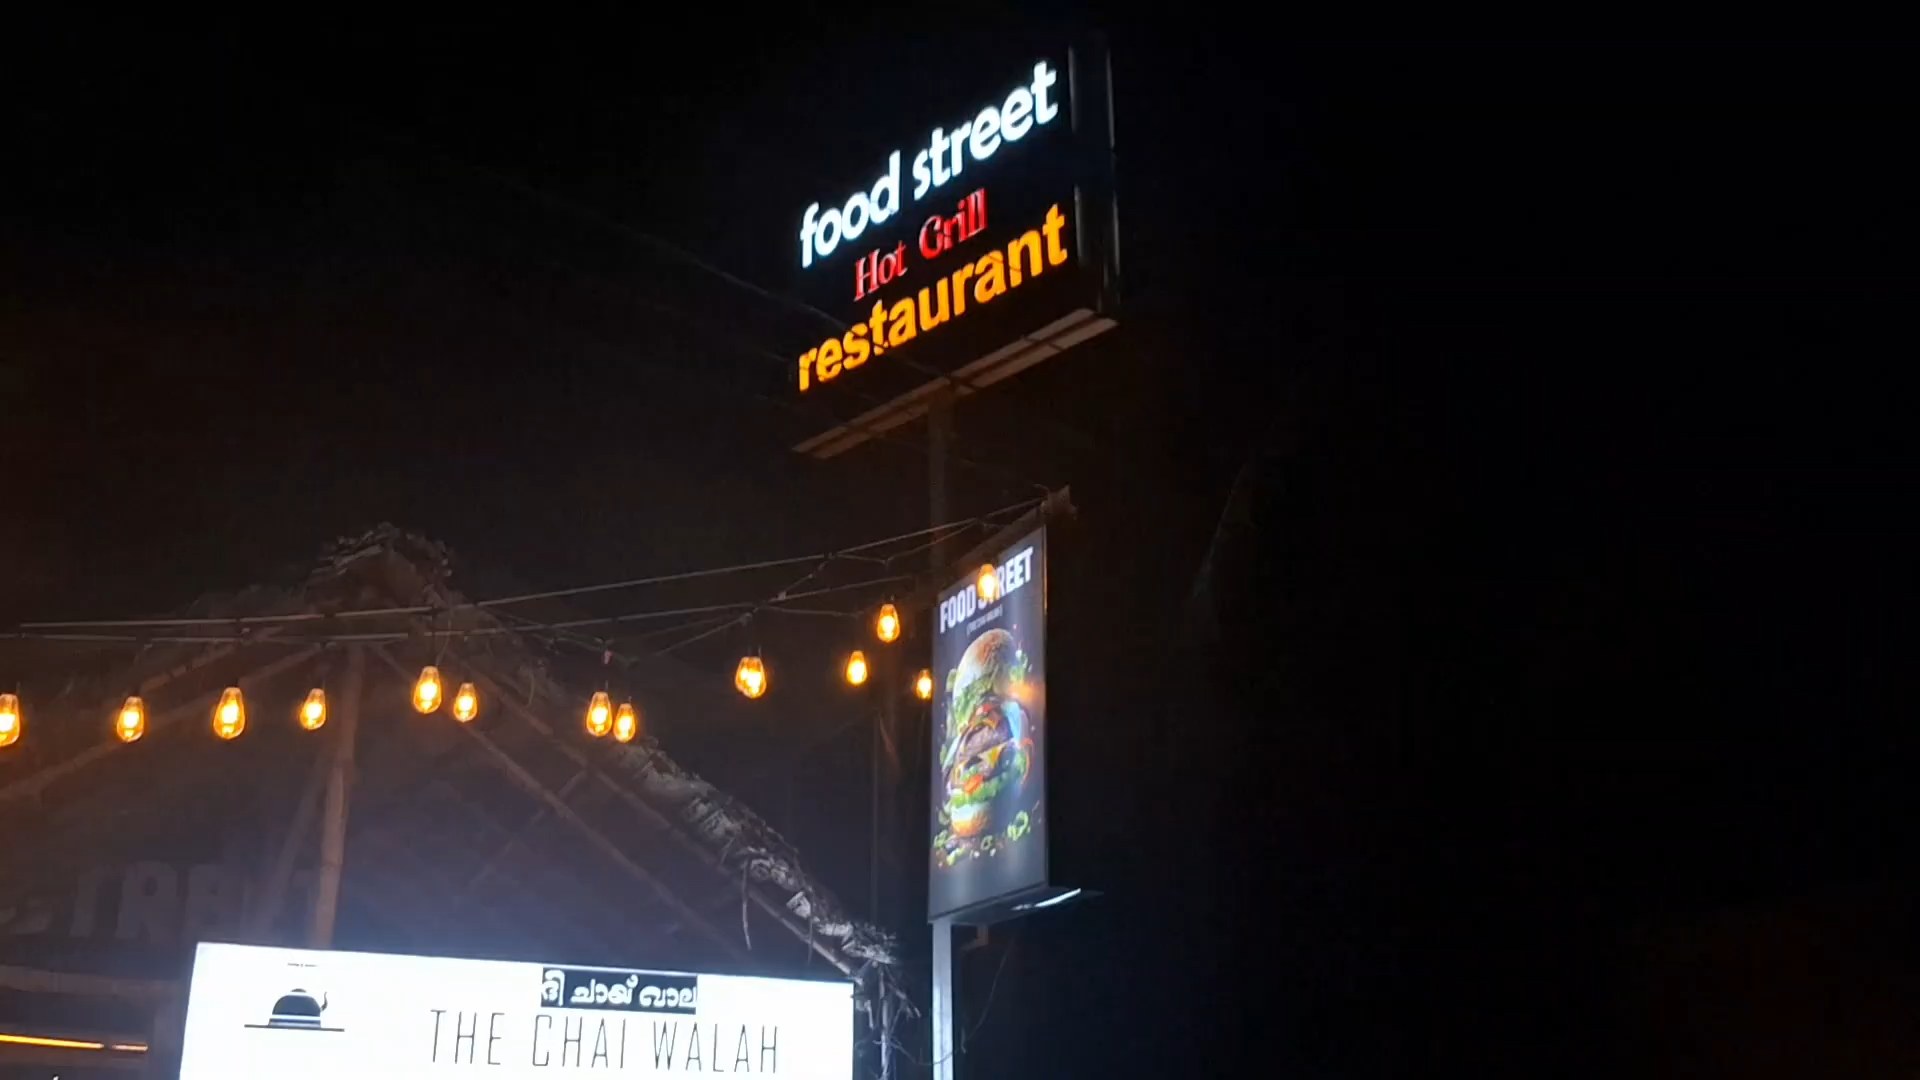 food street
Hot Grill
restaurant
FOOD STREET
ദി ചായ് വാല
THE CHAI WALAH